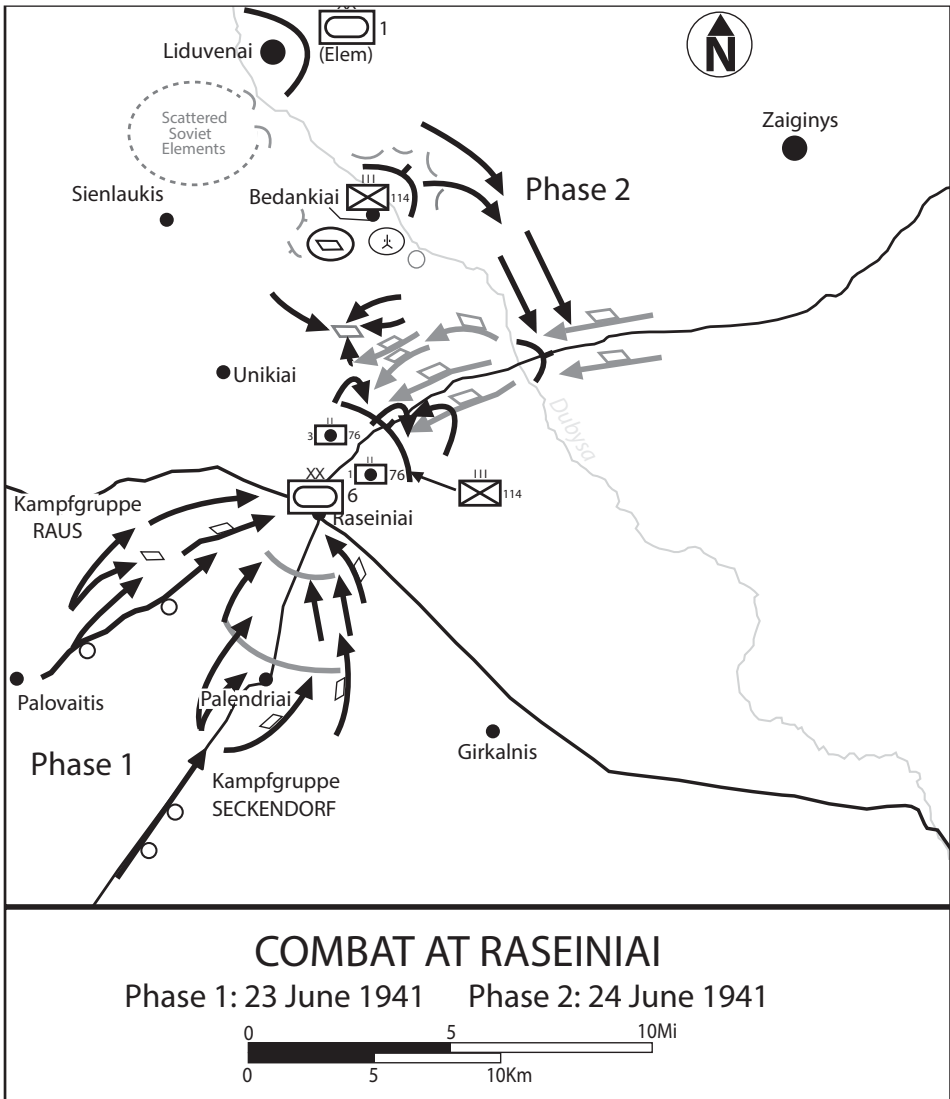 XX
1
(Elem)
Liduvenai
N
Scattered
Soviet
Elements
Zaiginys
Sienlaukis
III
Bedankiai
114
Phase 2
Unikiai
Dubysa
II
3
76
II
1
76
III
114
XX
6
Raseiniai
Kampfgruppe
RAUS
Palovaitis
Palendriai
Phase 1
Girkalnis
Kampfgruppe
SECKENDORF
COMBAT AT RASEINIAI
Phase 1: 23 June 1941 Phase 2: 24 June 1941
0 5 10Mi
0 5 10Km